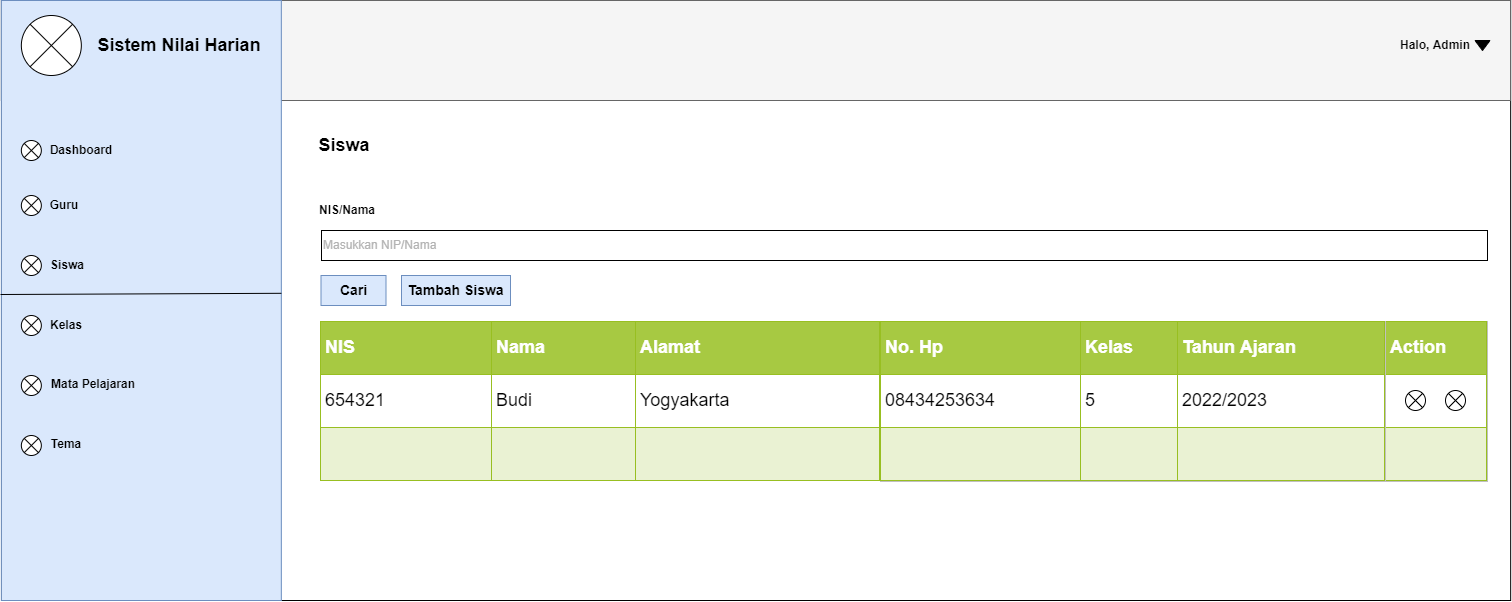 Sistem Nilai Harian
Halo, Admin
Dashboard
Guru
Siswa
Kelas
Mata Pelajaran
Tema
Siswa
NIS/Nama
Masukkan NIP/Nama
Cari Tambah Siswa
NIS Nama Alamat No. Hp Kelas Tahun Ajaran Action
654321 Budi Yogyakarta 08434253634 5 2022/2023